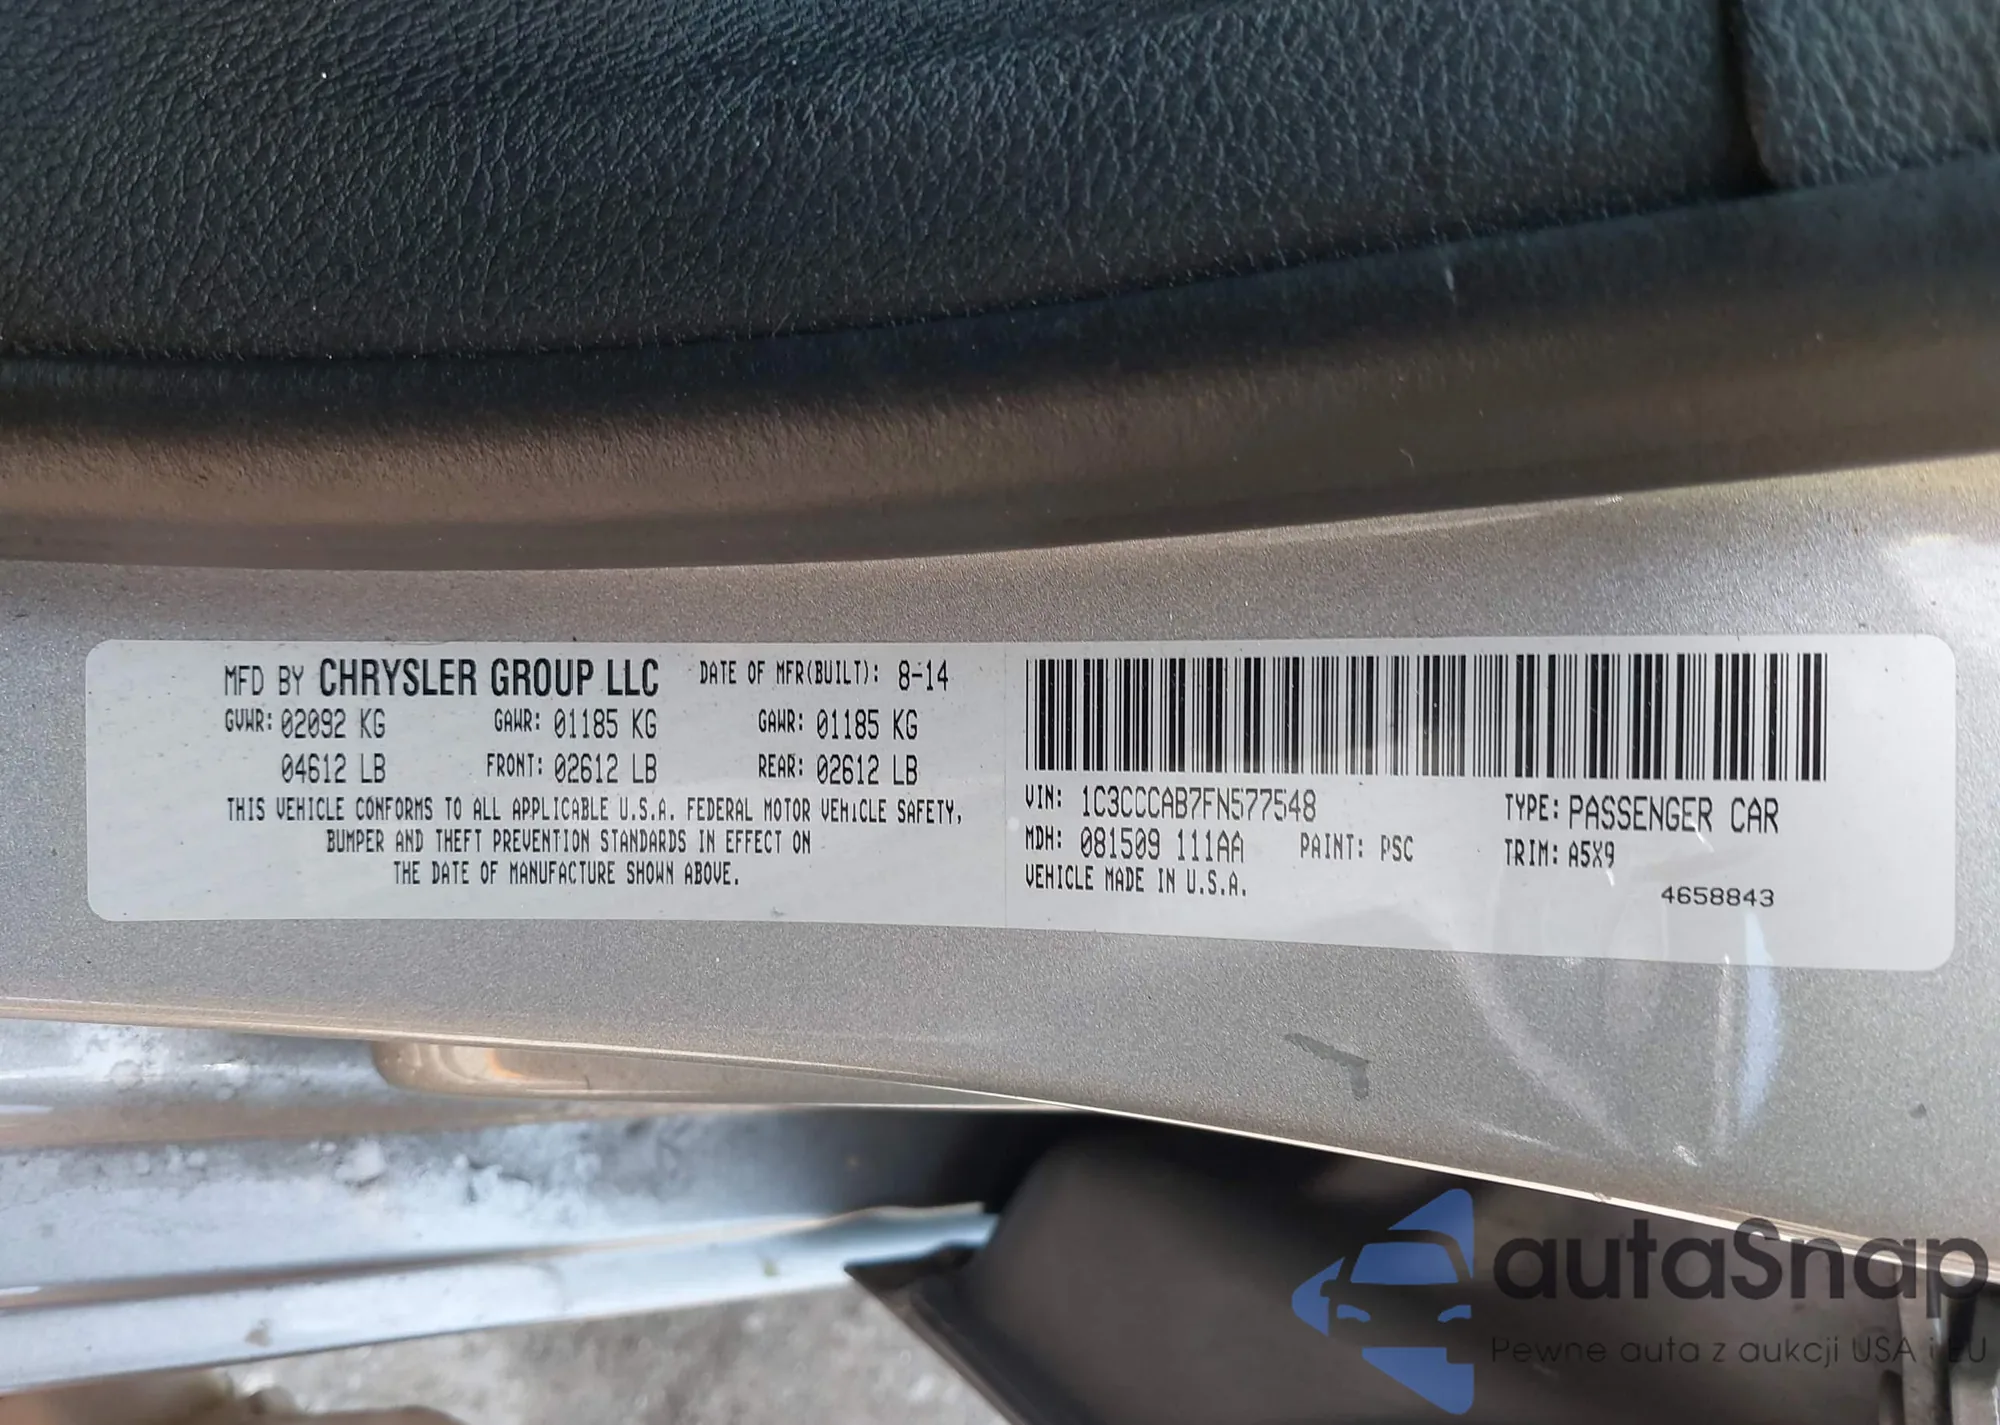 MFD BY CHRYSLER GROUP LLC DATE OF MFR(BUILT): 8-14
GVWR: 02092 KG GAWR: 01185 KG GAWR: 01185 KG
04612 LB FRONT: 02612 LB REAR: 02612 LB
THIS VEHICLE CONFORMS TO ALL APPLICABLE U.S.A. FEDERAL MOTOR VEHICLE SAFETY,
BUMPER AND THEFT PREVENTION STANDARDS IN EFFECT ON
THE DATE OF MANUFACTURE SHOWN ABOVE.
VIN: 1C3CCCAB7FN577548 TYPE: PASSENGER CAR
MDH: 081509 111AA PAINT: PSC TRIM: A5X9
VEHICLE MADE IN U.S.A.
4658843
autaSnap
Pewne auta z aukcji USA i EU